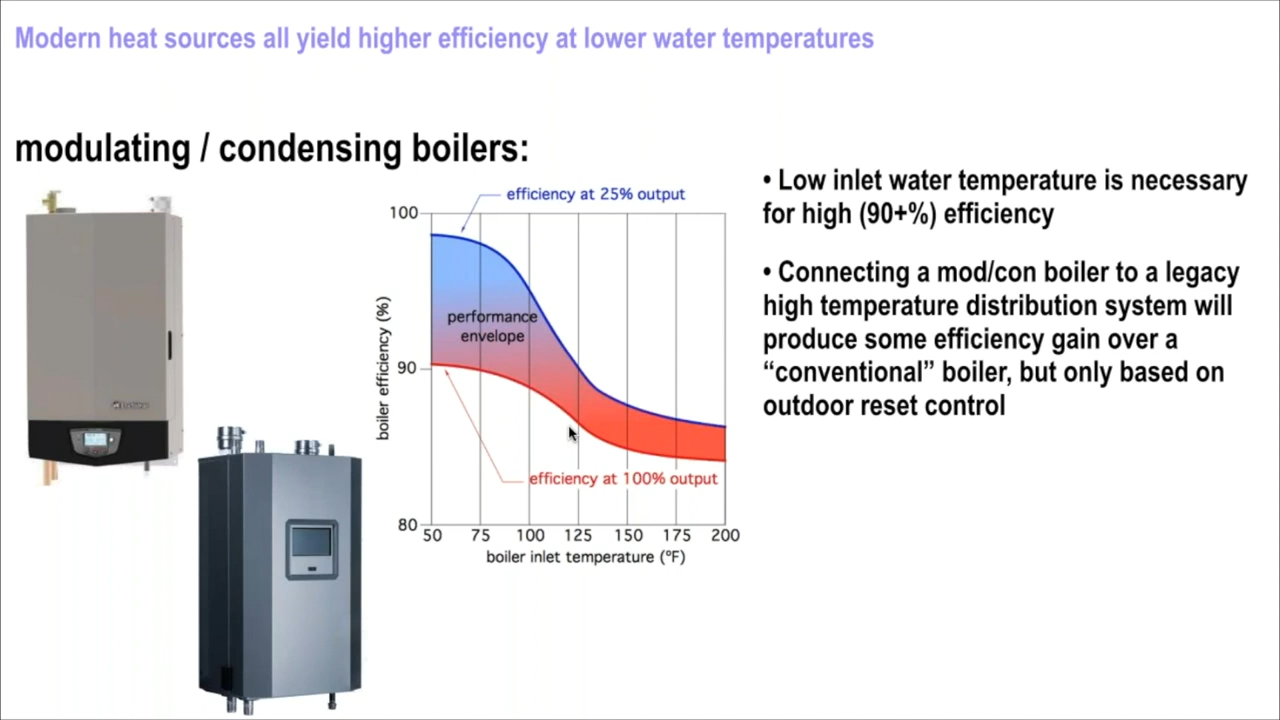 Modern heat sources all yield higher efficiency at lower water temperatures
modulating / condensing boilers:
efficiency at 25% output
100
performance
envelope
90
boiler efficiency (%)
efficiency at 100% output
80
50 75 100 125 150 175 200
boiler inlet temperature (ºF)
• Low inlet water temperature is necessary
for high (90+%) efficiency
• Connecting a mod/con boiler to a legacy
high temperature distribution system will
produce some efficiency gain over a
“conventional” boiler, but only based on
outdoor reset control